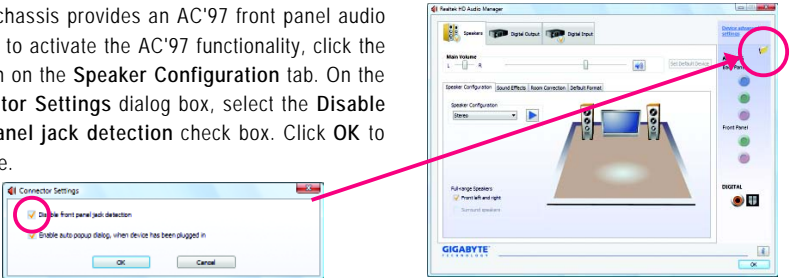 chassis provides an AC'97 front panel audio
to activate the AC'97 functionality, click the
on the Speaker Configuration tab. On the
tor Settings dialog box, select the Disable
anel jack detection check box. Click OK to
e.
Connector Settings
Disable front panel jack detection
Enable auto popup dialog, when device has been plugged in
OK
Cancel
Realtek HD Audio Manager
Speakers
Digital Output
Digital Input
Device advanced settings
Main Volume
L
R
Set Default Device
Speaker Configuration
Sound Effects
Room Correction
Default Format
Speaker Configuration
Stereo
Full-range Speakers
Front left and right
Surround speakers
Panel
Front Panel
DIGITAL
GIGABYTE
TECHNOLOGY
OK